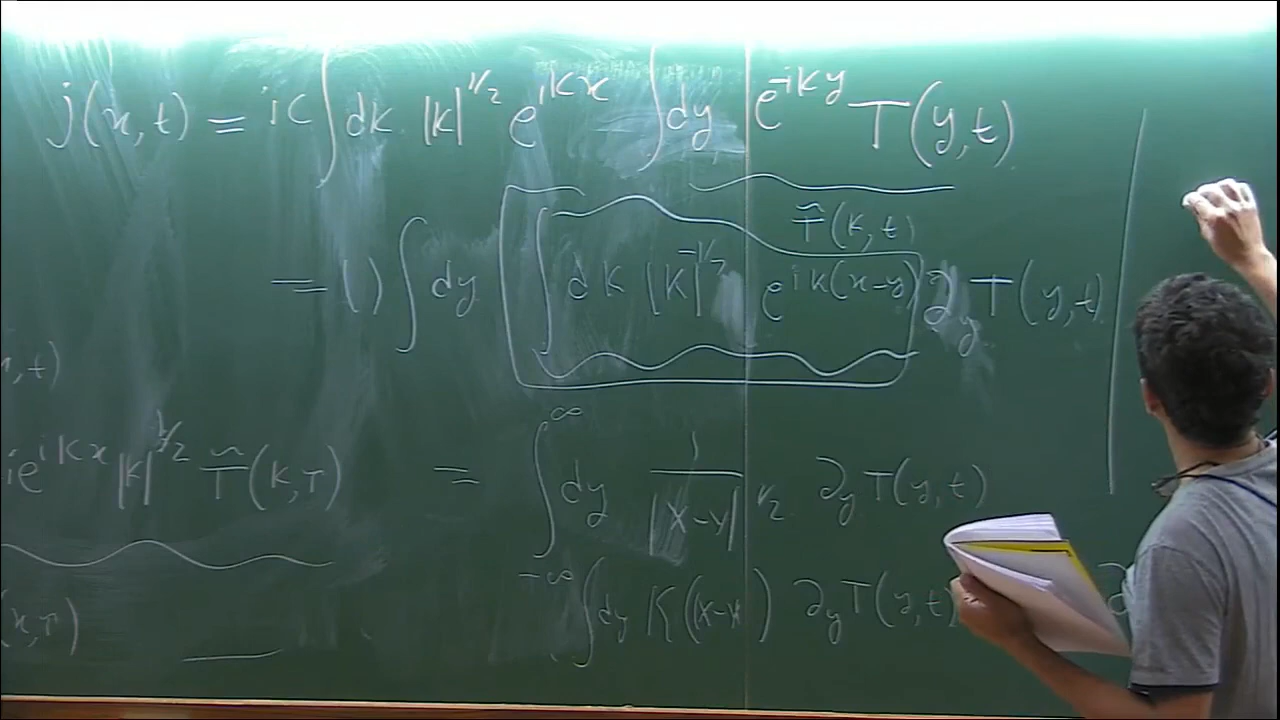 j(x,t) = ic ∫ dk |k|^{1/2} e^{ikx} ∫ dy e^{-iky} T(y,t)
T̃(k,t)
= ( ) ∫ dy ∫ dk |k|^{-1/2} e^{ik(x-y)} ∂_y T(y,t)
x,t)
ie^{ikx} |k|^{1/2} T̃(k,τ) = ∫_{-∞}^{∞} dy 1/|x-y|^{1/2} ∂_y T(y,t)
(x,τ)
∫ dy K(x-x) ∂_y T(y,t)